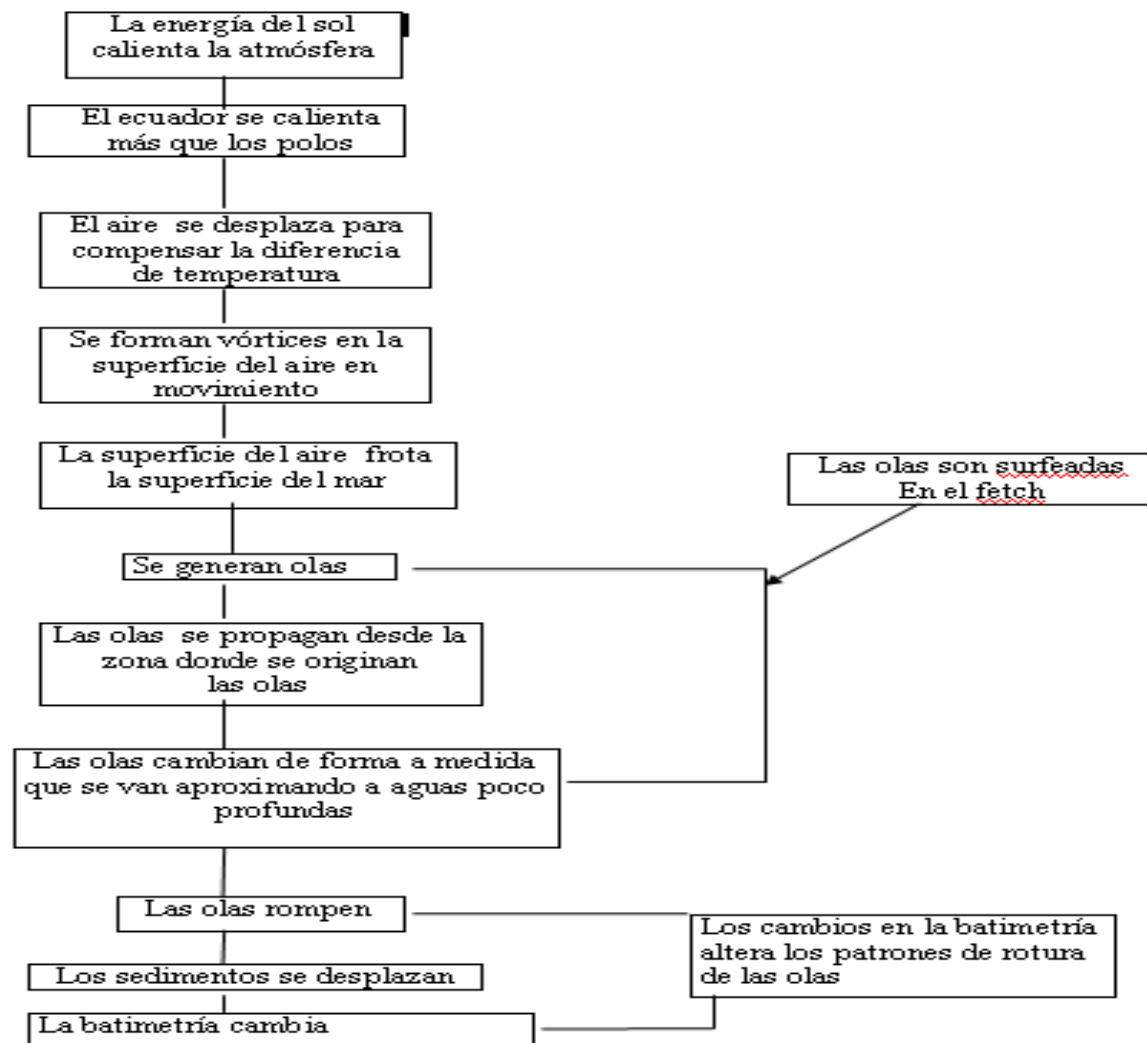 La energía del sol
calienta la atmósfera
El ecuador se calienta
más que los polos
El aire se desplaza para
compensar la diferencia
de temperatura
Se forman vórtices en la
superficie del aire en
movimiento
La superficie del aire frota
la superficie del mar
Las olas son surfeadas
En el fetch
Se generan olas
Las olas se propagan desde la
zona donde se originan
las olas
Las olas cambian de forma a medida
que se van aproximando a aguas poco
profundas
Las olas rompen
Los cambios en la batimetría
altera los patrones de rotura
de las olas
Los sedimentos se desplazan
La batimetría cambia